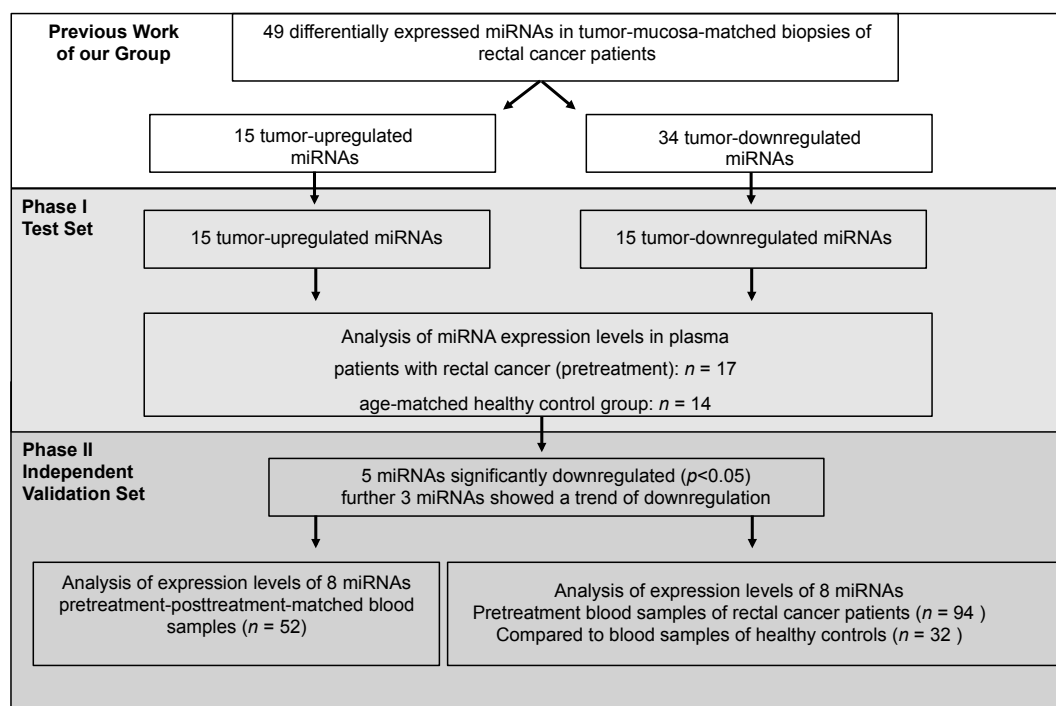 Previous Work
of our Group
49 differentially expressed miRNAs in tumor-mucosa-matched biopsies of
rectal cancer patients
15 tumor-upregulated
miRNAs
34 tumor-downregulated
miRNAs
Phase I
Test Set
15 tumor-upregulated miRNAs
15 tumor-downregulated miRNAs
Analysis of miRNA expression levels in plasma
patients with rectal cancer (pretreatment): n = 17
age-matched healthy control group: n = 14
Phase II
Independent
Validation Set
5 miRNAs significantly downregulated (p<0.05)
further 3 miRNAs showed a trend of downregulation
Analysis of expression levels of 8 miRNAs
pretreatment-posttreatment-matched blood
samples (n = 52)
Analysis of expression levels of 8 miRNAs
Pretreatment blood samples of rectal cancer patients (n = 94 )
Compared to blood samples of healthy controls (n = 32 )